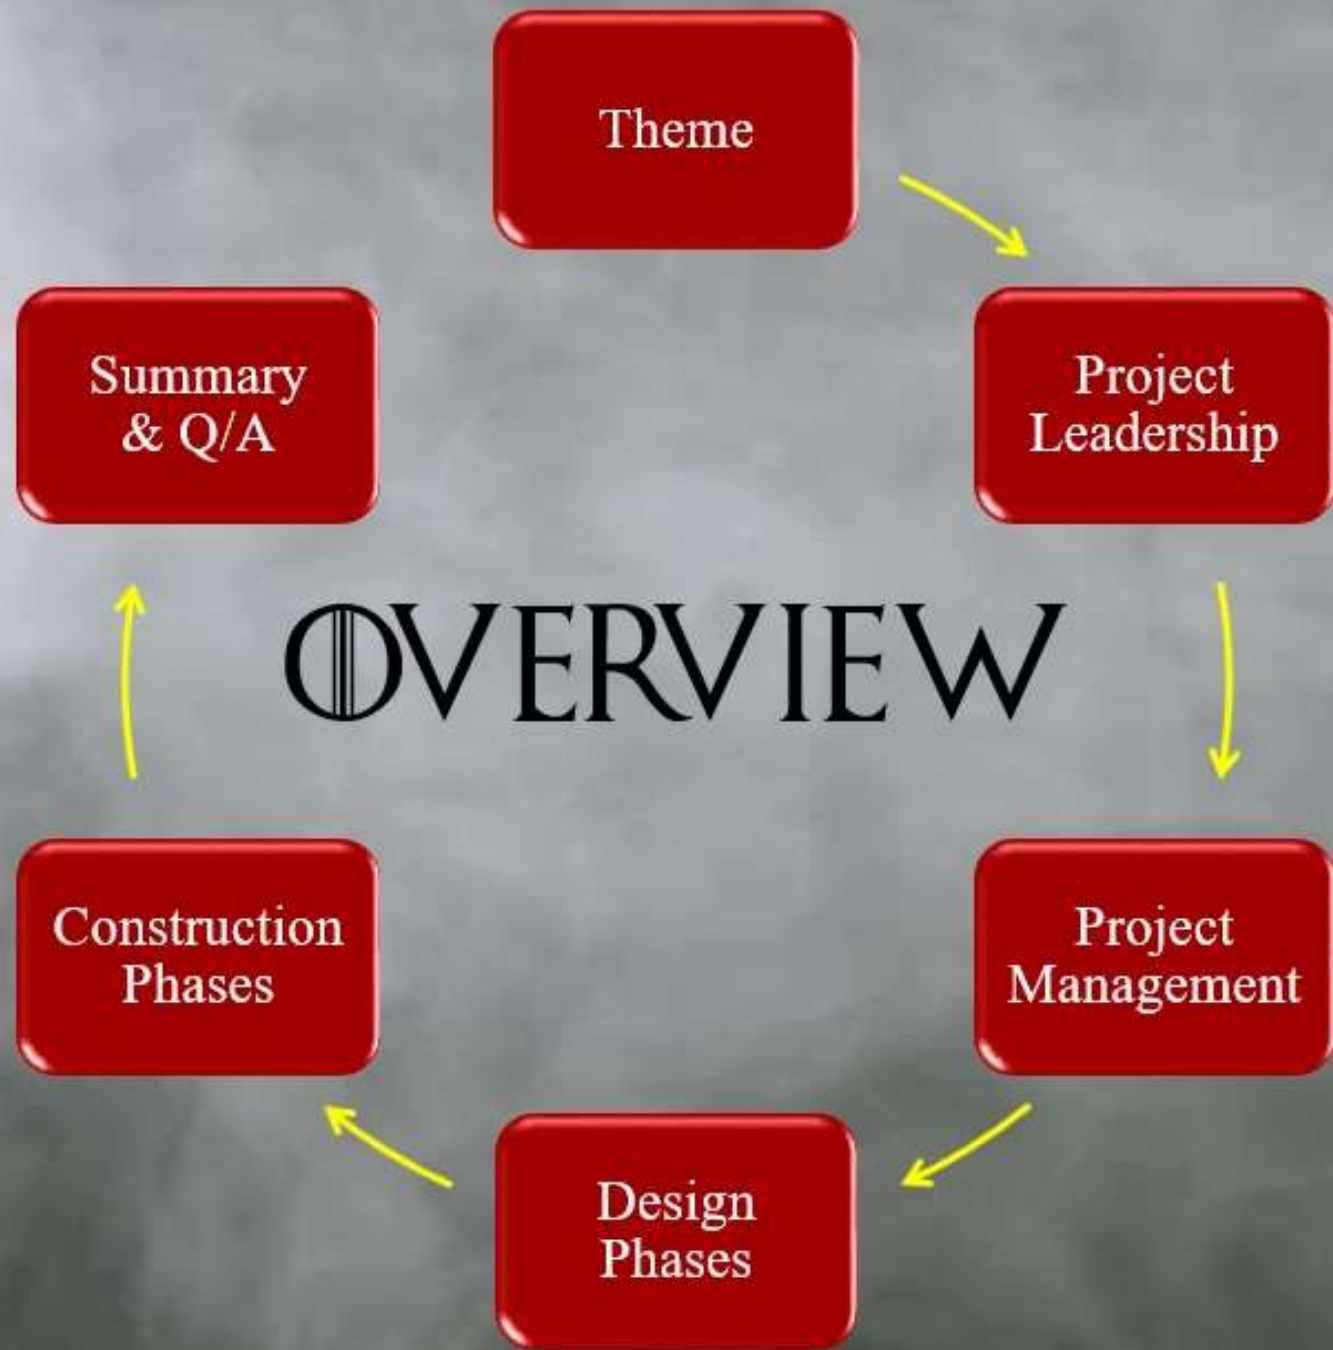 Theme
Project
Leadership
Project
Management
Design
Phases
Construction
Phases
Summary
& Q/A
OVERVIEW